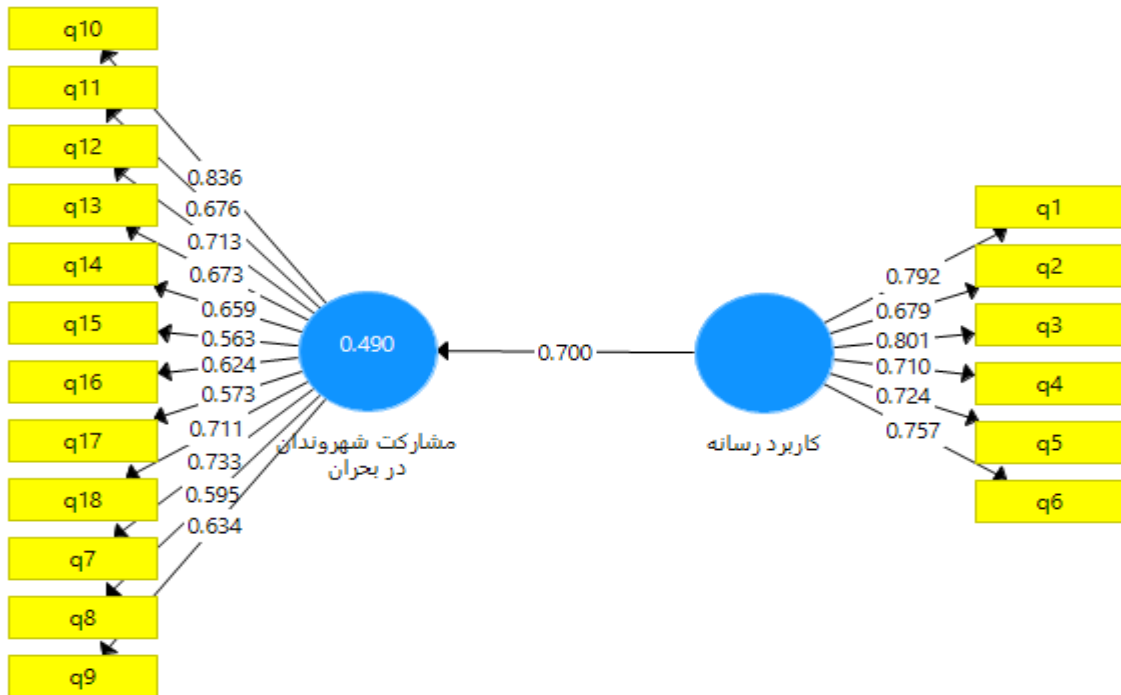 q10
q11
q12
q13
q14
q15
q16
q17
q18
q7
q8
q9
0.836
0.676
0.713
0.673
0.659
0.563
0.624
0.573
0.711
0.733
0.595
0.634
0.490
مشارکت شهروندان
در بحران
0.700
کاربرد رسانه
0.792
0.679
0.801
0.710
0.724
0.757
q1
q2
q3
q4
q5
q6